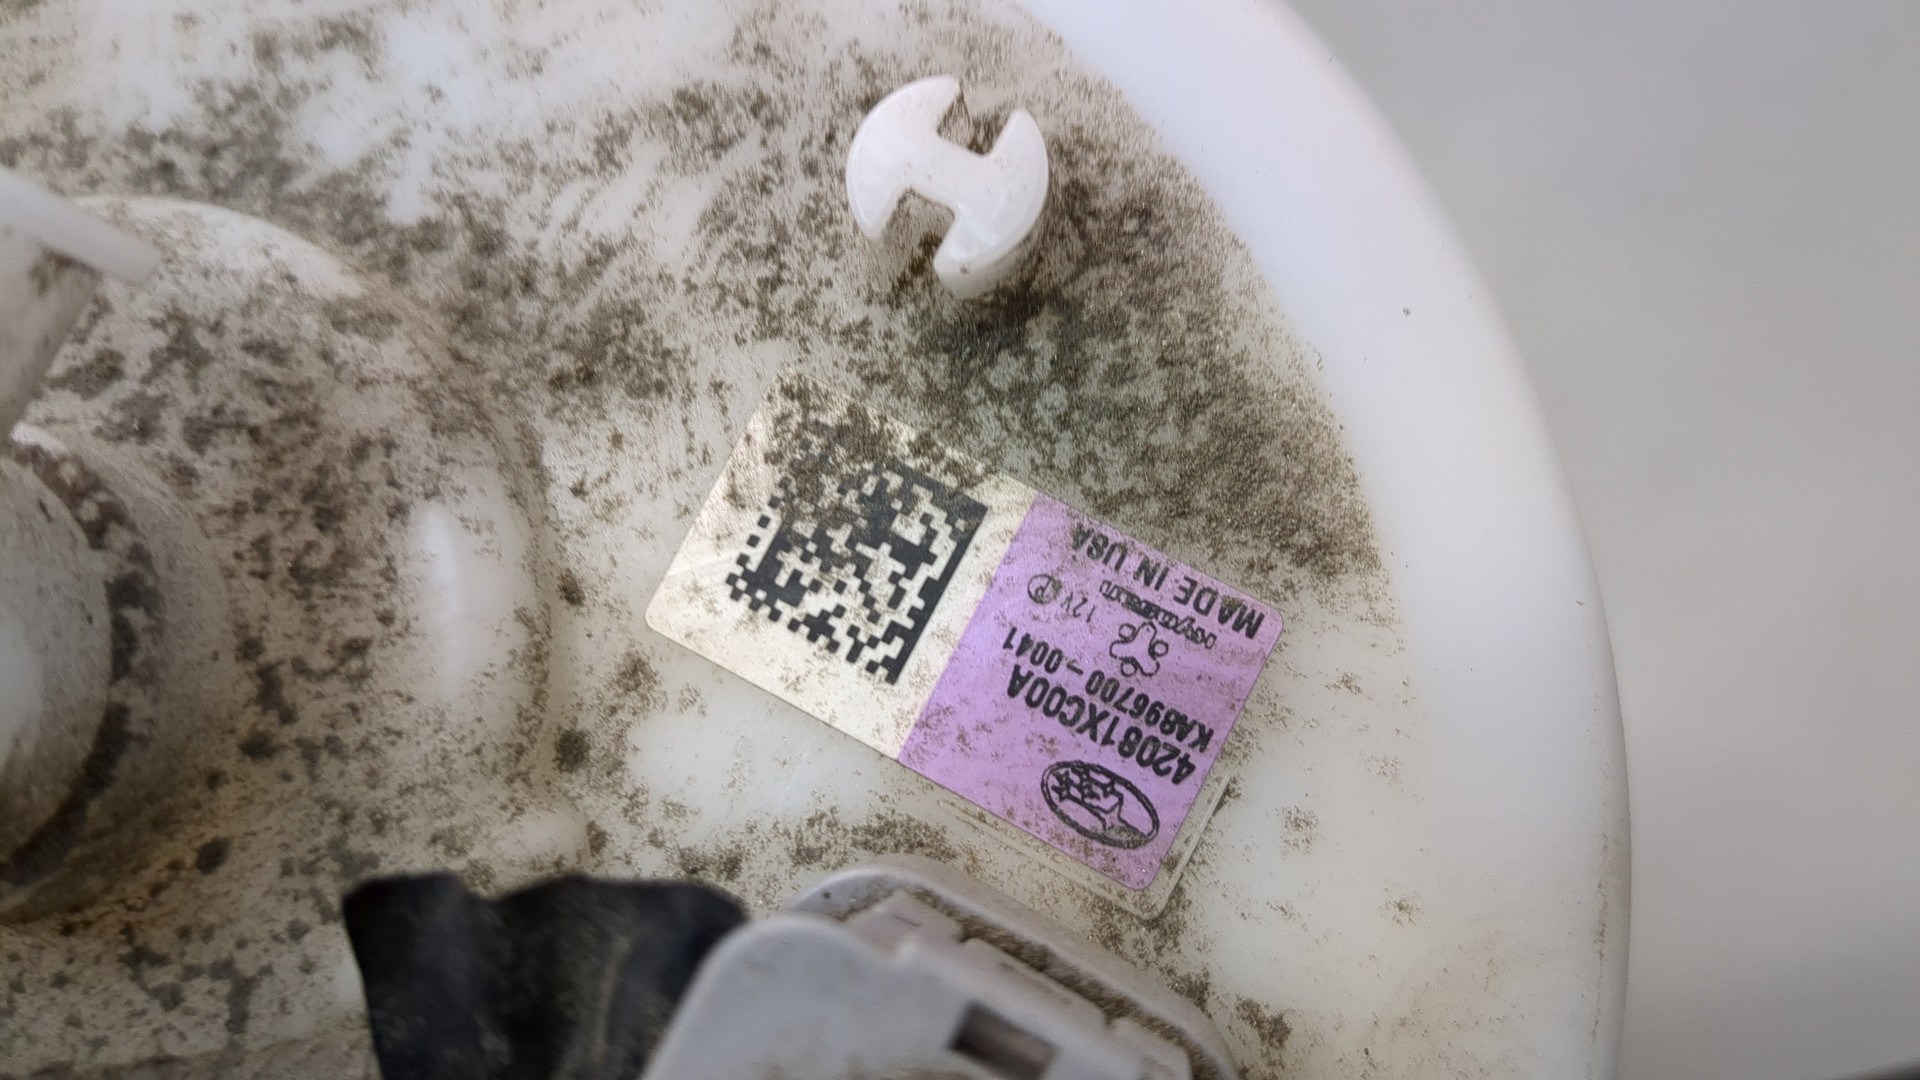 42081XC00A
KA896700-0041
12V
MADE IN USA